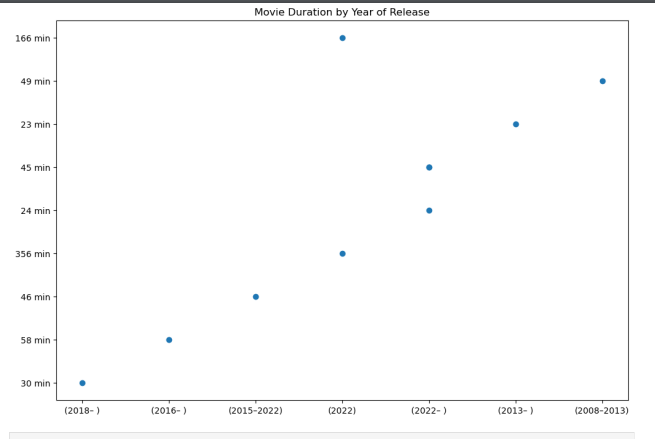 Movie Duration by Year of Release
166 min
49 min
23 min
45 min
24 min
356 min
46 min
58 min
30 min
(2018– ) (2016– ) (2015–2022) (2022) (2022– ) (2013– ) (2008–2013)